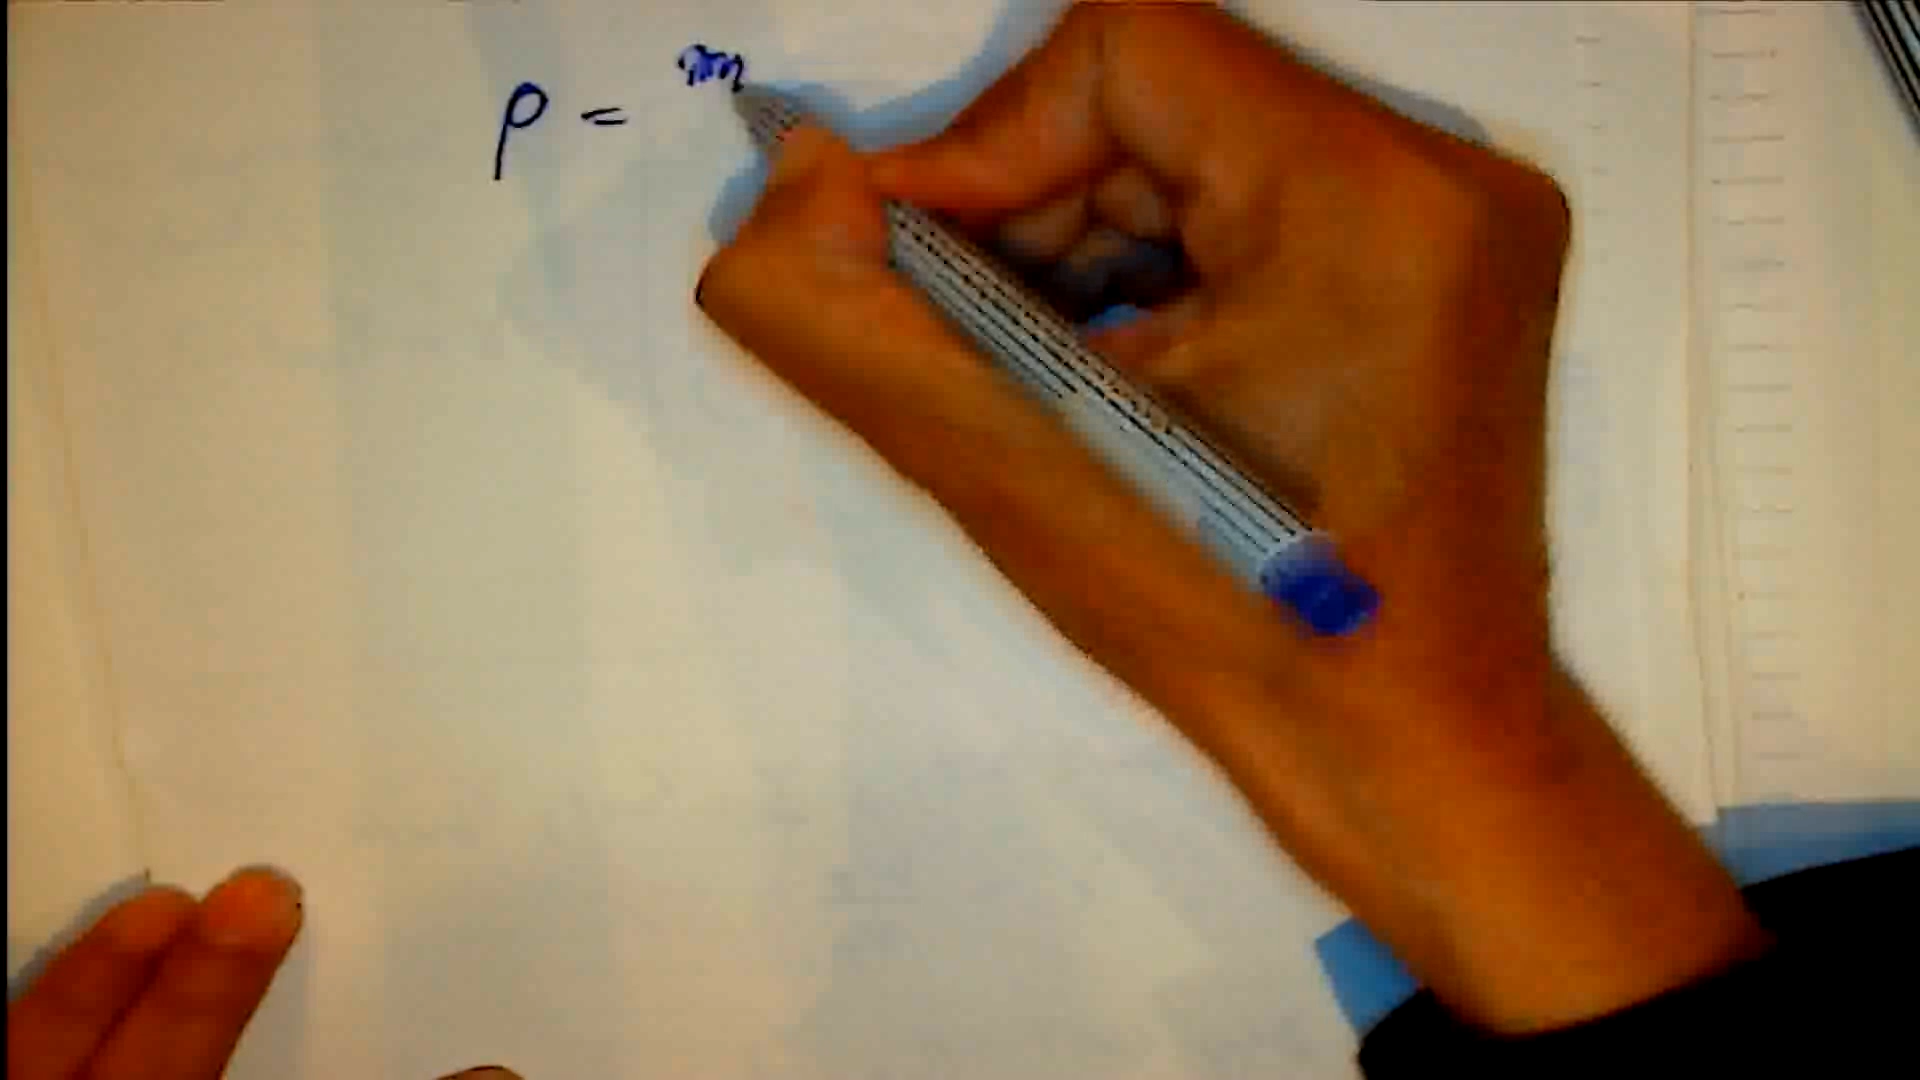 ρ = m